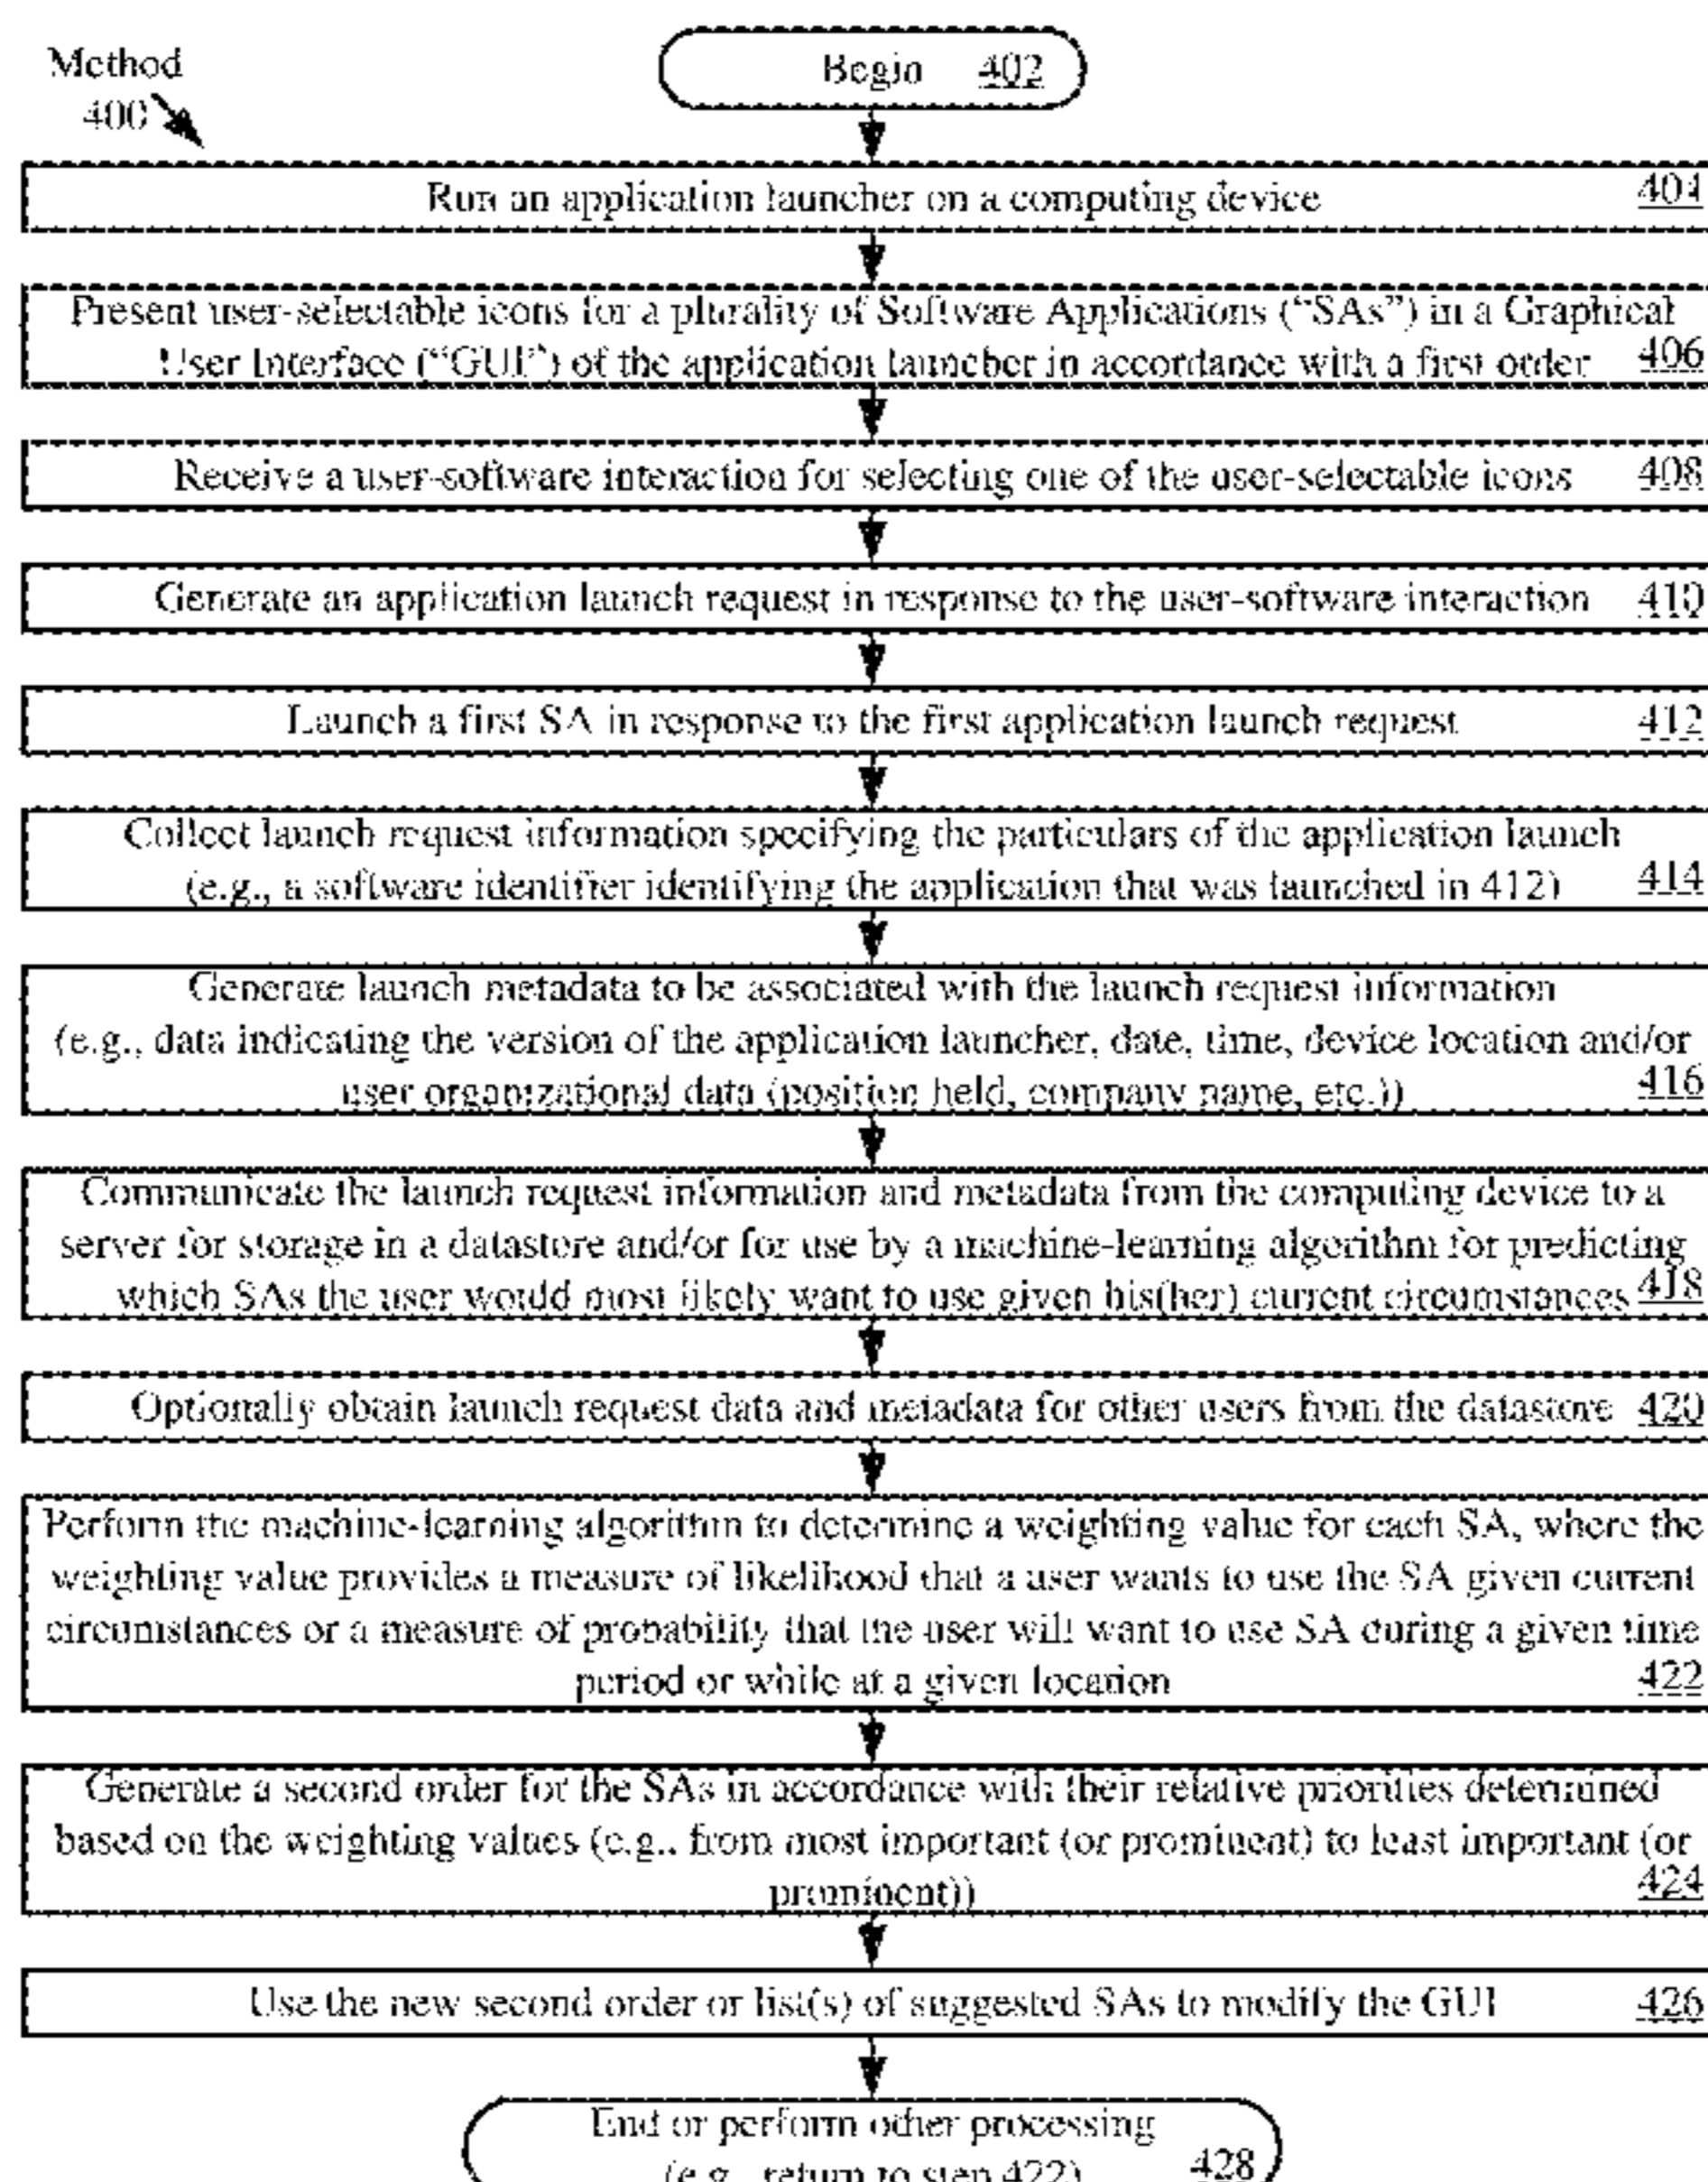 Method
400
Begin 402
Run an application launcher on a computing device 404
Present user-selectable icons for a plurality of Software Applications (“SAs”) in a Graphical
User Interface (“GUI”) of the application launcher in accordance with a first order 406
Receive a user-software interaction for selecting one of the user-selectable icons 408
Generate an application launch request in response to the user-software interaction 410
Launch a first SA in response to the first application launch request 412
Collect launch request information specifying the particulars of the application launch
(e.g., a software identifier identifying the application that was launched in 412) 414
Generate launch metadata to be associated with the launch request information
(e.g., data indicating the version of the application launcher, date, time, device location and/or
user organizational data (position held, company name, etc.)) 416
Communicate the launch request information and metadata from the computing device to a
server for storage in a datastore and/or for use by a machine-learning algorithm for predicting
which SAs the user would most likely want to use given his(her) current circumstances 418
Optionally obtain launch request data and metadata for other users from the datastore 420
Perform the machine-learning algorithm to determine a weighting value for each SA, where the
weighting value provides a measure of likelihood that a user wants to use the SA given current
circumstances or a measure of probability that the user will want to use SA during a given time
period or while at a given location 422
Generate a second order for the SAs in accordance with their relative priorities determined
based on the weighting values (e.g., from most important (or prominent) to least important (or
prominent)) 424
Use the new second order or list(s) of suggested SAs to modify the GUI 426
End or perform other processing
(e.g., return to step 422) 428